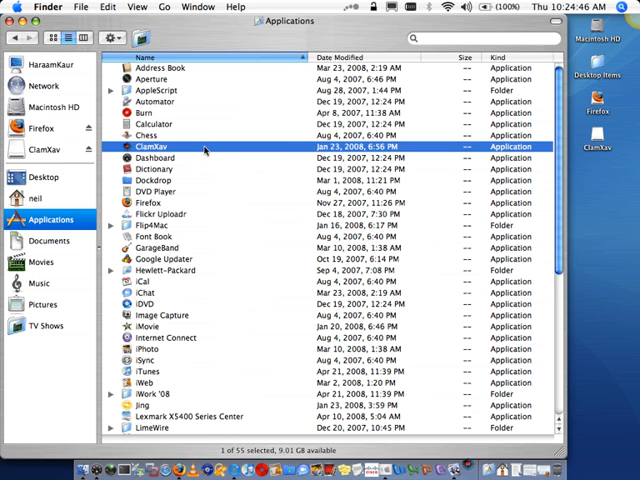 Finder File Edit View Go Window Help (100%) Thu 10:24:46 AM
Applications
Name Date Modified Size Kind
Address Book Mar 23, 2008, 2:19 AM -- Application
Aperture Aug 4, 2007, 6:46 PM -- Application
AppleScript Aug 28, 2007, 1:44 PM -- Folder
Automator Dec 19, 2007, 12:24 PM -- Application
Burn Apr 8, 2007, 11:38 AM -- Application
Calculator Dec 19, 2007, 12:24 PM -- Application
Chess Aug 4, 2007, 6:40 PM -- Application
ClamXav Jan 23, 2008, 6:56 PM -- Application
Dashboard Dec 19, 2007, 12:24 PM -- Application
Dictionary Dec 19, 2007, 12:24 PM -- Application
Dockdrop Mar 1, 2008, 11:21 PM -- Application
DVD Player Aug 4, 2007, 6:40 PM -- Application
Firefox Nov 27, 2007, 11:26 PM -- Application
Flickr Uploadr Dec 18, 2007, 7:30 PM -- Application
Flip4Mac Jan 16, 2008, 6:17 PM -- Folder
Font Book Aug 4, 2007, 6:40 PM -- Application
GarageBand Mar 10, 2008, 1:38 AM -- Application
Google Updater Oct 19, 2007, 6:14 PM -- Application
Hewlett-Packard Sep 4, 2007, 7:08 PM -- Folder
iCal Aug 4, 2007, 6:40 PM -- Application
iChat Mar 23, 2008, 2:19 AM -- Application
iDVD Dec 19, 2007, 12:24 PM -- Application
Image Capture Aug 4, 2007, 6:40 PM -- Application
iMovie Jan 20, 2008, 6:46 PM -- Application
Internet Connect Aug 4, 2007, 6:40 PM -- Application
iPhoto Mar 10, 2008, 1:38 AM -- Application
iSync Aug 4, 2007, 6:40 PM -- Application
iTunes Apr 21, 2008, 11:39 PM -- Application
iWeb Mar 2, 2008, 1:20 PM -- Application
iWork '08 Apr 21, 2008, 11:39 PM -- Folder
Jing Jan 23, 2008, 3:59 PM -- Application
Lexmark X5400 Series Center Apr 10, 2008, 5:04 AM -- Application
LimeWire Dec 20, 2007, 10:45 PM -- Folder
1 of 55 selected, 9.01 GB available
HaraamKaur
Network
Macintosh HD
Firefox
ClamXav
Desktop
neil
Applications
Documents
Movies
Music
Pictures
TV Shows
Macintosh HD
Desktop Items
Firefox
ClamXav